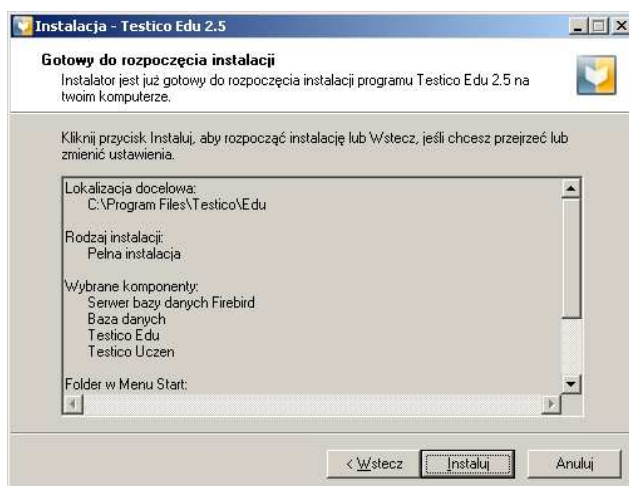 Instalacja - Testico Edu 2.5
Gotowy do rozpoczęcia instalacji
Instalator jest już gotowy do rozpoczęcia instalacji programu Testico Edu 2.5 na
twoim komputerze.
Kliknij przycisk Instaluj, aby rozpocząć instalację lub Wstecz, jeśli chcesz przejrzeć lub
zmienić ustawienia.
Lokalizacja docelowa:
C:\Program Files\Testico\Edu
Rodzaj instalacji:
Pełna instalacja
Wybrane komponenty:
Serwer bazy danych Firebird
Baza danych
Testico Edu
Testico Uczen
Folder w Menu Start:
< Wstecz
Instaluj
Anuluj